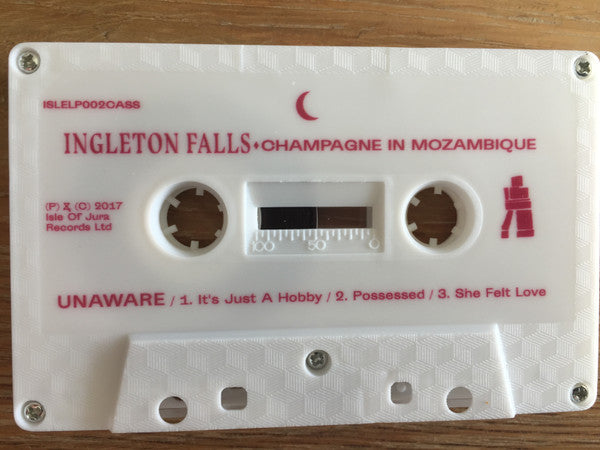 ISLELP002CASS
INGLETON FALLS♦CHAMPAGNE IN MOZAMBIQUE
(P) & (C) 2017
Isle Of Jura
Records Ltd
100 50 0
UNAWARE / 1. It's Just A Hobby / 2. Possessed / 3. She Felt Love